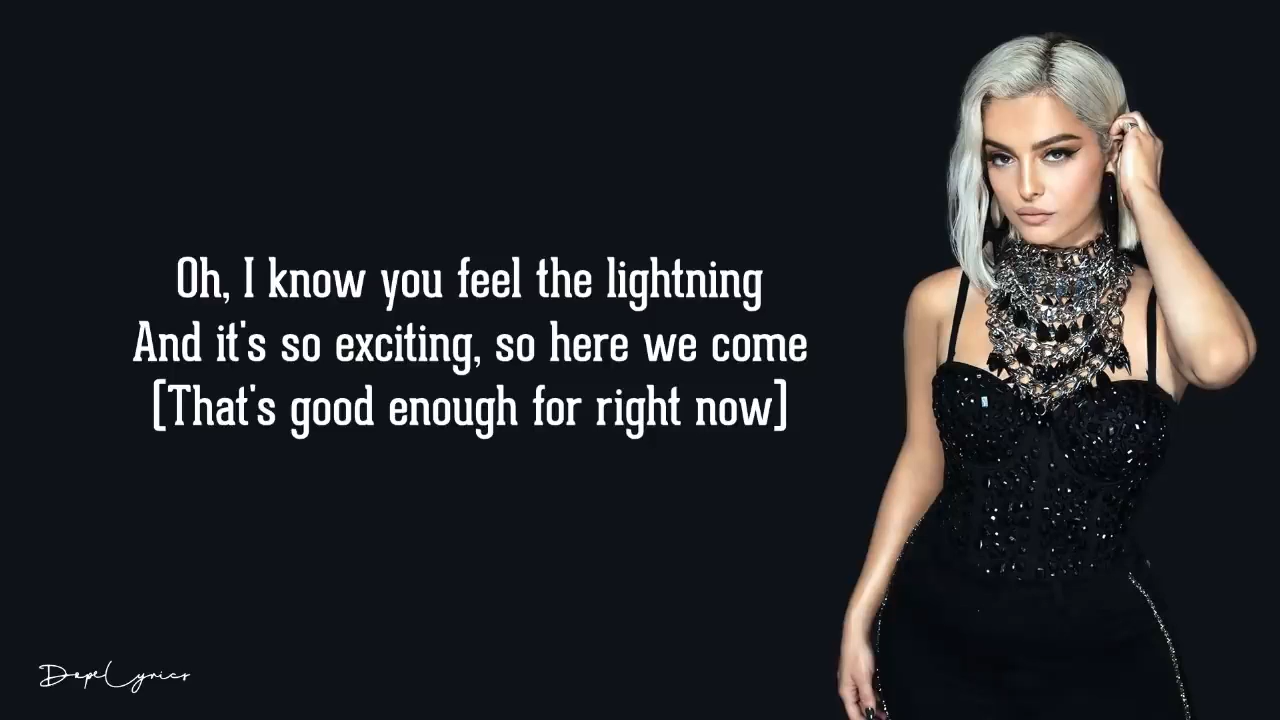 Oh, I know you feel the lightning
And it's so exciting, so here we come
[That's good enough for right now]
DopeLyrics